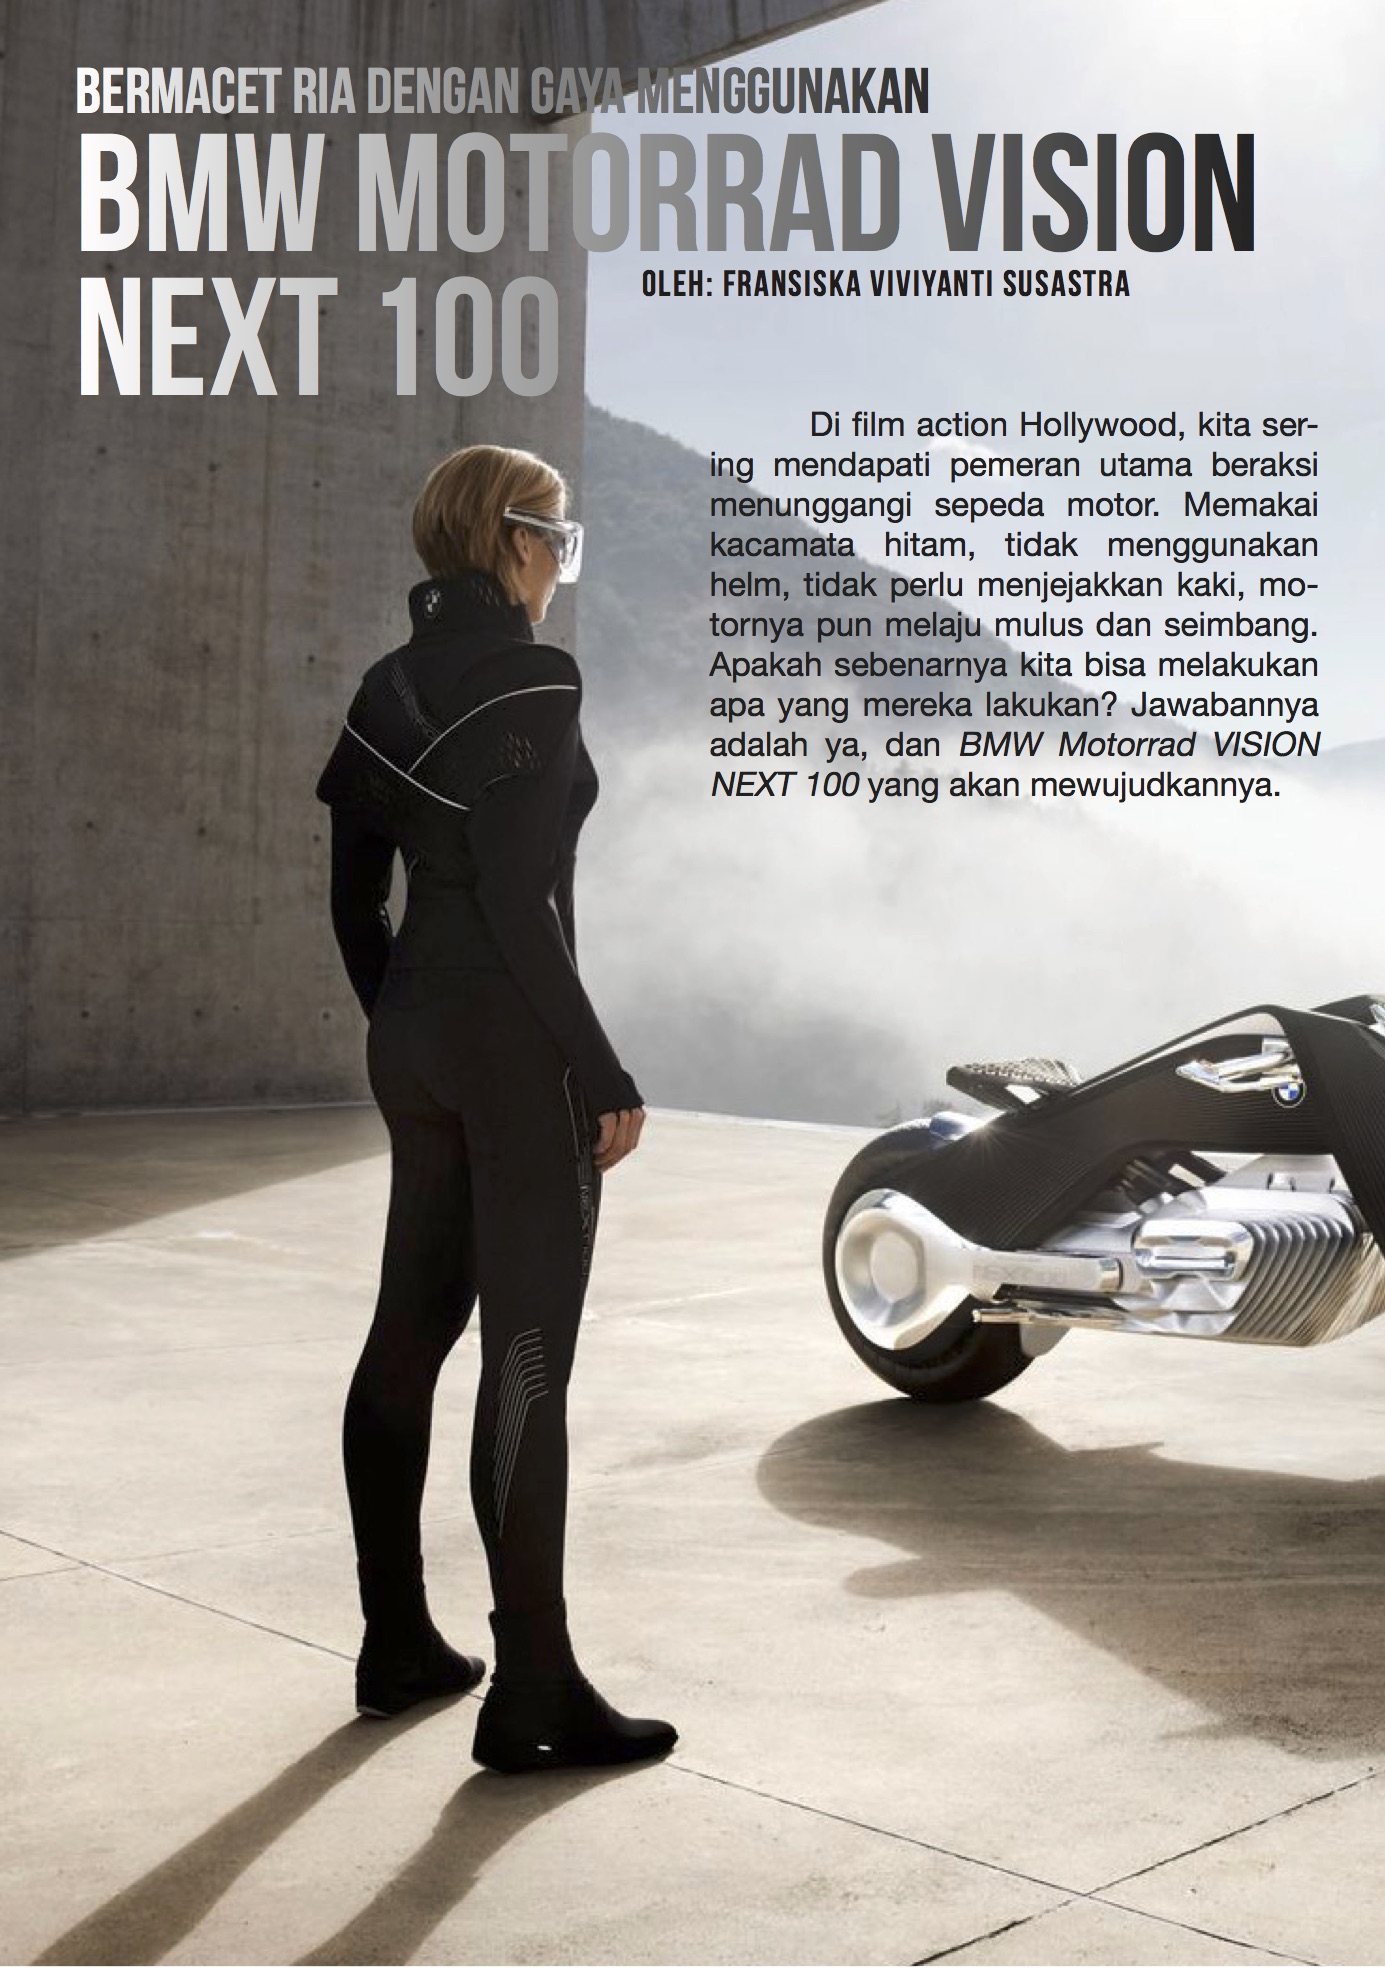 BERMACET RIA DENGAN GAYA MENGGUNAKAN
BMW MOTORRAD VISION
NEXT 100
OLEH: FRANSISKA VIVIYANTI SUSASTRA
Di film action Hollywood, kita ser-
ing mendapati pemeran utama beraksi
menunggangi sepeda motor. Memakai
kacamata hitam, tidak menggunakan
helm, tidak perlu menjejakkan kaki, mo-
tornya pun melaju mulus dan seimbang.
Apakah sebenarnya kita bisa melakukan
apa yang mereka lakukan? Jawabannya
adalah ya, dan BMW Motorrad VISION
NEXT 100 yang akan mewujudkannya.